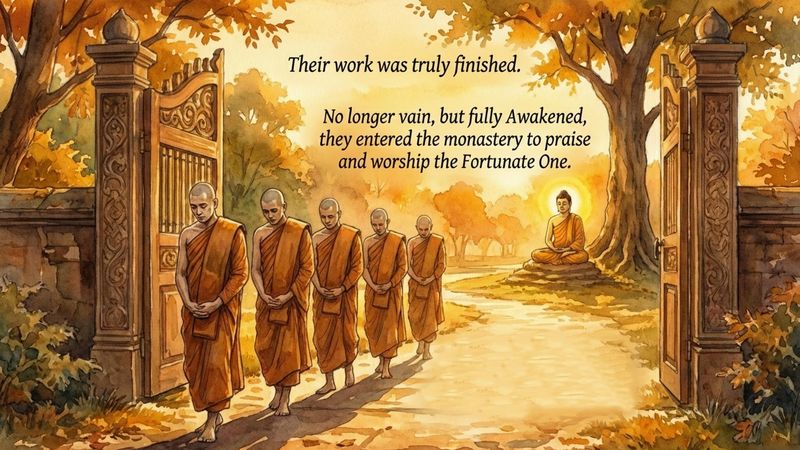 Their work was truly finished.
No longer vain, but fully Awakened,
they entered the monastery to praise
and worship the Fortunate One.